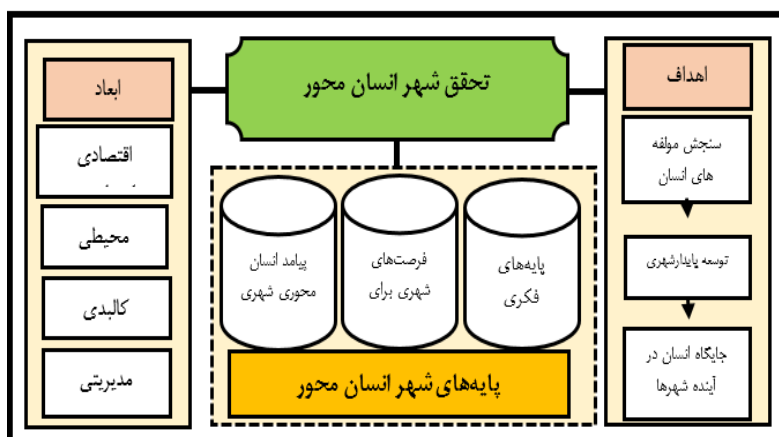 تحقق شهر انسان محور
اهداف
سنجش مولفه
های انسان
توسعه پایدارشهری
جایگاه انسان در
آینده شهرها
پایه‌های
فکری
فرصت‌های
شهری برای
پیامد انسان
محوری شهری
پایه‌های شهر انسان محور
ابعاد
اقتصادی
محیطی
کالبدی
مدیریتی